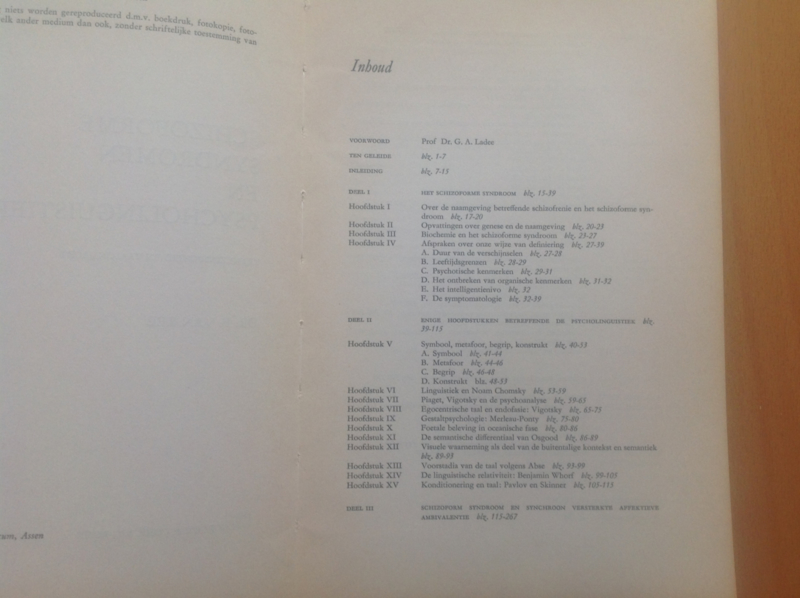 niets worden gereproduceerd d.m.v. boekdruk, fotokopie, foto-
elk ander medium dan ook, zonder schriftelijke toestemming van
Assen
Inhoud
VOORWOORD Prof Dr. G. A. Ladee
TEN GELEIDE blz. 1-7
INLEIDING blz. 7-15
DEEL I HET SCHIZOFORME SYNDROOM blz. 15-39
Hoofdstuk I Over de naamgeving betreffende schizofrenie en het schizoforme syn-
droom blz. 17-20
Hoofdstuk II Opvattingen over genese en de naamgeving blz. 20-25
Hoofdstuk III Biochemie en het schizoforme syndroom blz. 25-27
Hoofdstuk IV Afspraken over onze wijze van definiering blz. 27-39
A. Duur van de verschijnselen blz. 27-28
B. Leeftijdsgrenzen blz. 28-29
C. Psychotische kenmerken blz. 29-31
D. Het ontbreken van organische kenmerken blz. 31-32
E. Het intelligentienivo blz. 32
F. De symptomatologie blz. 32-39
DEEL II ENIGE HOOFDSTUKKEN BETREFFENDE DE PSYCHOLINGUISTIEK blz.
39-115
Hoofdstuk V Symbool, metafoor, begrip, konstrukt blz. 40-55
A. Symbool blz. 41-44
B. Metafoor blz. 44-46
C. Begrip blz. 46-48
D. Konstrukt blz. 48-55
Hoofdstuk VI Linguistiek en Noam Chomsky blz. 55-59
Hoofdstuk VII Piaget, Vigotsky en de psychoanalyse blz. 59-65
Hoofdstuk VIII Egocentrische taal en endofasie: Vigotsky blz. 65-75
Hoofdstuk IX Gestaltpsychologie: Merleau-Ponty blz. 75-80
Hoofdstuk X Foetale beleving in oceanische fase blz. 80-86
Hoofdstuk XI De semantische differentiaal van Osgood blz. 86-89
Hoofdstuk XII Visuele waarneming als deel van de buitentalige kontekst en semantiek
blz. 89-93
Hoofdstuk XIII Voorstadia van de taal volgens Abse blz. 93-99
Hoofdstuk XIV De linguistische relativiteit: Benjamin Whorf blz. 99-103
Hoofdstuk XV Konditionering en taal: Pavlov en Skinner blz. 103-115
DEEL III SCHIZOFORM SYNDROOM EN SYNCHROON VERSTERKTE AFFEKTIEVE
AMBIVALENTIE blz. 115-267